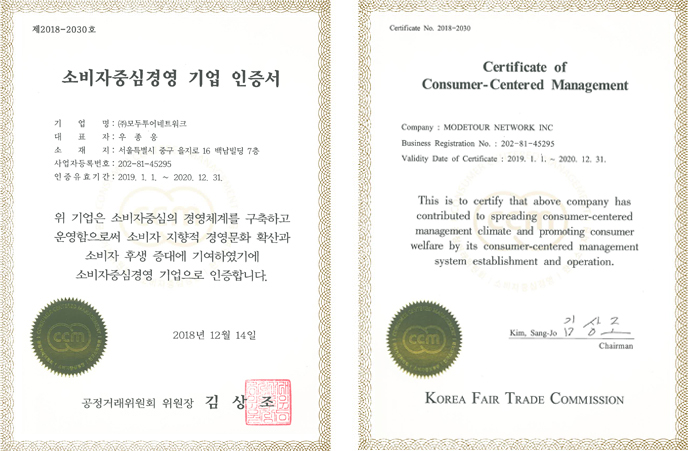 제2018-2030호
소비자중심경영 기업 인증서
기 업 명 : ㈜모두투어네트워크
대 표 자 : 우 종 웅
소 재 지 : 서울특별시 중구 을지로 16 백남빌딩 7층
사업자등록번호 : 202-81-45295
인증유효기간 : 2019. 1. 1. ~ 2020. 12. 31.
위 기업은 소비자중심의 경영체계를 구축하고
운영함으로써 소비자 지향적 경영문화 확산과
소비자 후생 증대에 기여하였기에
소비자중심경영 기업으로 인증합니다.
ccm
2018년 12월 14일
공정거래위원회 위원장 김 상 조
Certificate No. 2018-2030
Certificate of
Consumer-Centered Management
Company : MODETOUR NETWORK INC
Business Registration No. : 202-81-45295
Validity Date of Certificate : 2019. 1. 1. ~ 2020. 12. 31.
This is to certify that above company has
contributed to spreading consumer-centered
management climate and promoting consumer
welfare by its consumer-centered management
system establishment and operation.
ccm
Kim, Sang-Jo 김상조
Chairman
KOREA FAIR TRADE COMMISSION